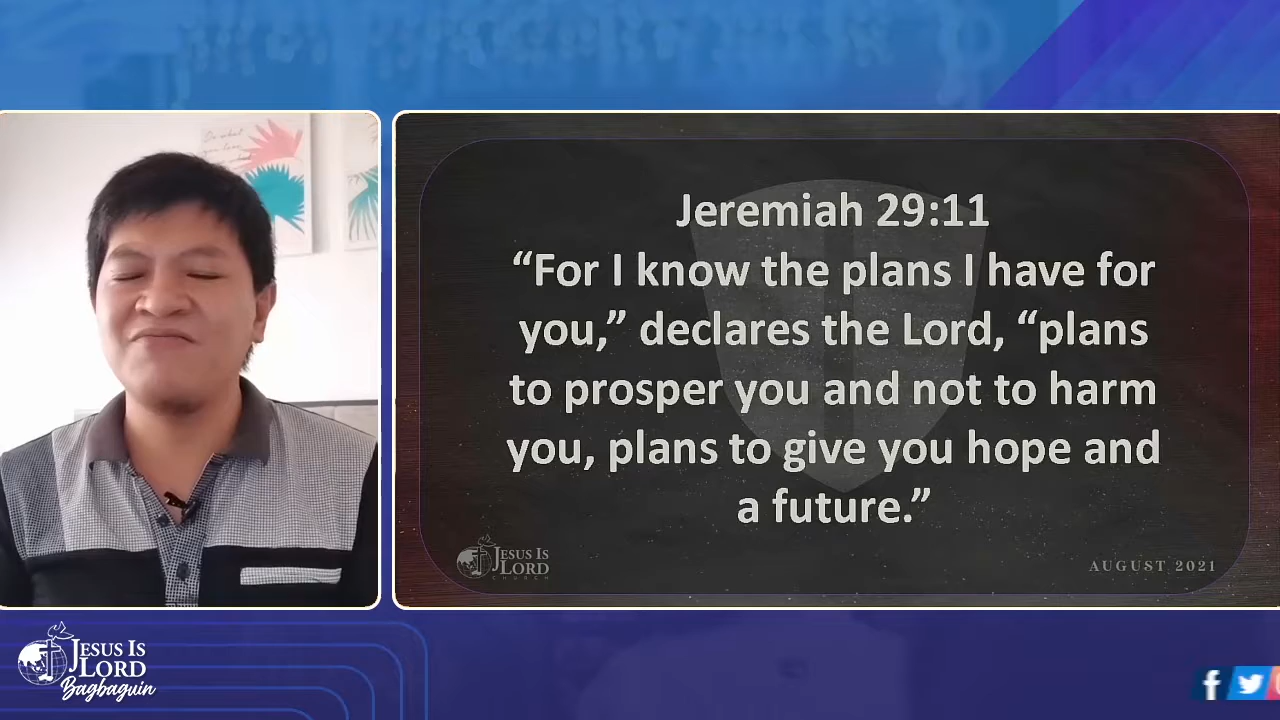 Jeremiah 29:11
“For I know the plans I have for
you,” declares the Lord, “plans
to prosper you and not to harm
you, plans to give you hope and
a future.”
JESUS IS
LORD
CHURCH
AUGUST 2021
JESUS IS
LORD
Bagbaguin